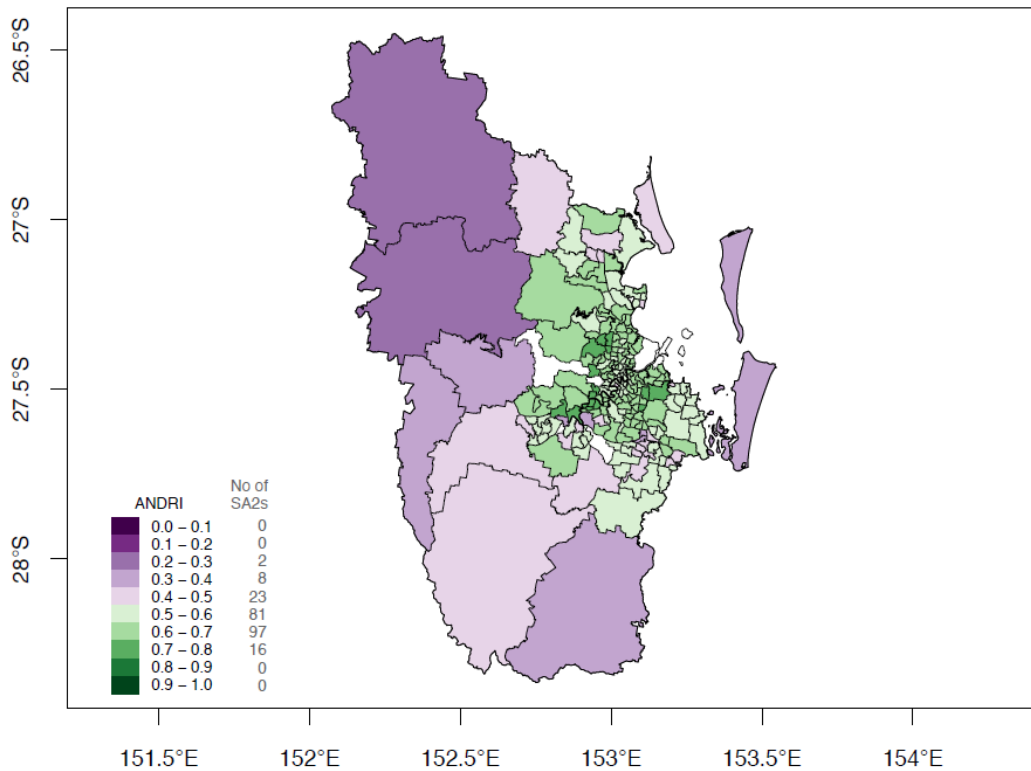 26.5°S
27°S
27.5°S
28°S
No of
ANDRI SA2s
0.0 – 0.1 0
0.1 – 0.2 0
0.2 – 0.3 2
0.3 – 0.4 8
0.4 – 0.5 23
0.5 – 0.6 81
0.6 – 0.7 97
0.7 – 0.8 16
0.8 – 0.9 0
0.9 – 1.0 0
151.5°E 152°E 152.5°E 153°E 153.5°E 154°E